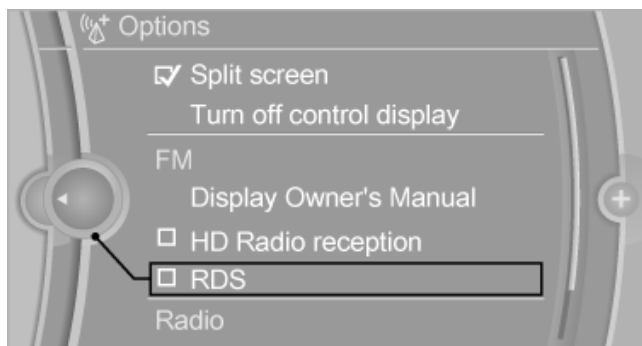 Options
Split screen
Turn off control display
FM
Display Owner's Manual
HD Radio reception
RDS
Radio